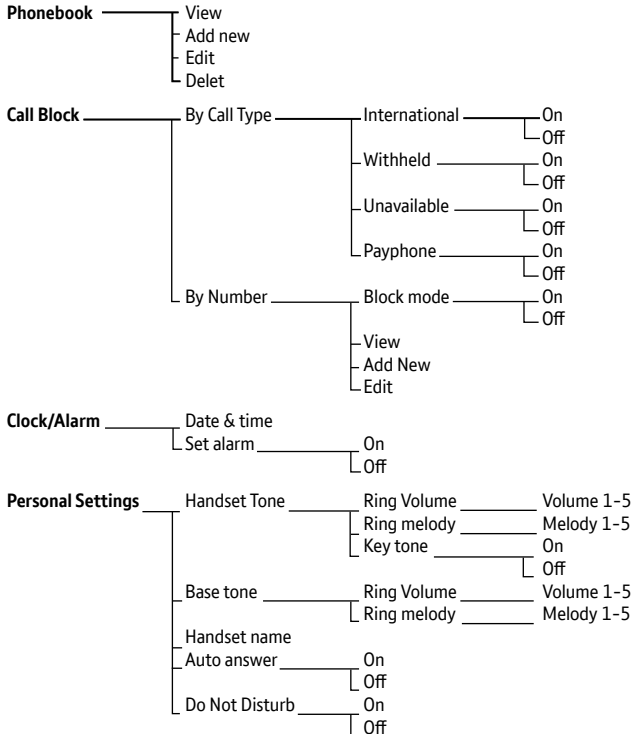 Phonebook View
Add new
Edit
Delet
Call Block By Call Type International On
Off
Withheld On
Off
Unavailable On
Off
Payphone On
Off
By Number Block mode On
Off
View
Add New
Edit
Clock/Alarm Date & time
Set alarm On
Off
Personal Settings Handset Tone Ring Volume Volume 1-5
Ring melody Melody 1-5
Key tone On
Off
Base tone Ring Volume Volume 1-5
Ring melody Melody 1-5
Handset name
Auto answer On
Off
Do Not Disturb On
Off